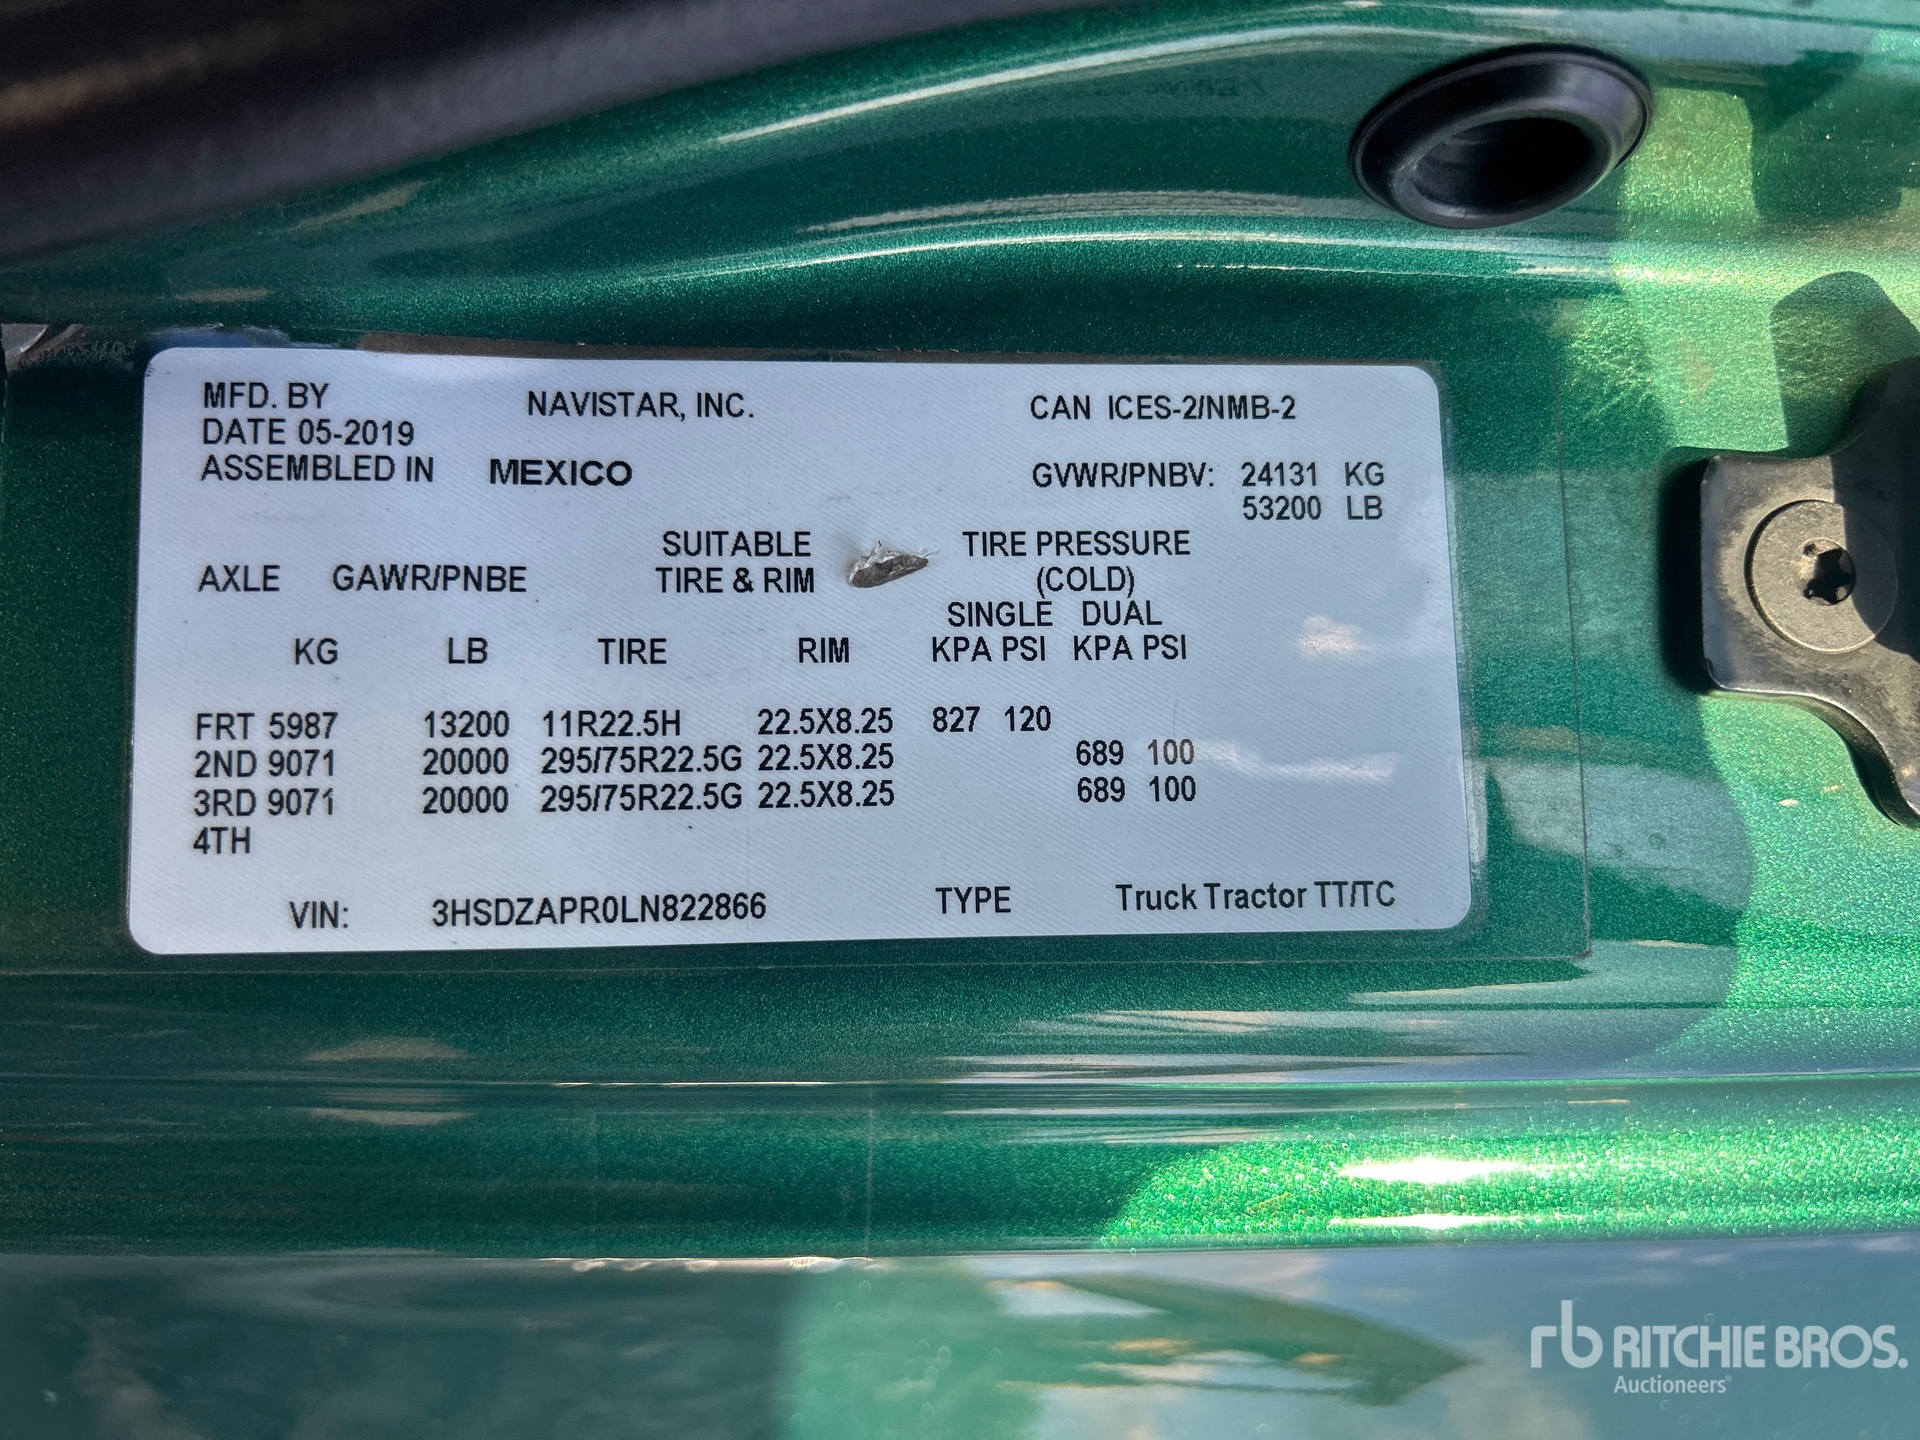 MFD. BY NAVISTAR, INC. CAN ICES-2/NMB-2
DATE 05-2019
ASSEMBLED IN MEXICO GVWR/PNBV: 24131 KG
53200 LB
SUITABLE TIRE PRESSURE
AXLE GAWR/PNBE TIRE & RIM (COLD)
SINGLE DUAL
KG LB TIRE RIM KPA PSI KPA PSI
FRT 5987 13200 11R22.5H 22.5X8.25 827 120
2ND 9071 20000 295/75R22.5G 22.5X8.25 689 100
3RD 9071 20000 295/75R22.5G 22.5X8.25 689 100
4TH
VIN: 3HSDZAPR0LN822866 TYPE Truck Tractor TT/TC
rb RITCHIE BROS.
Auctioneers